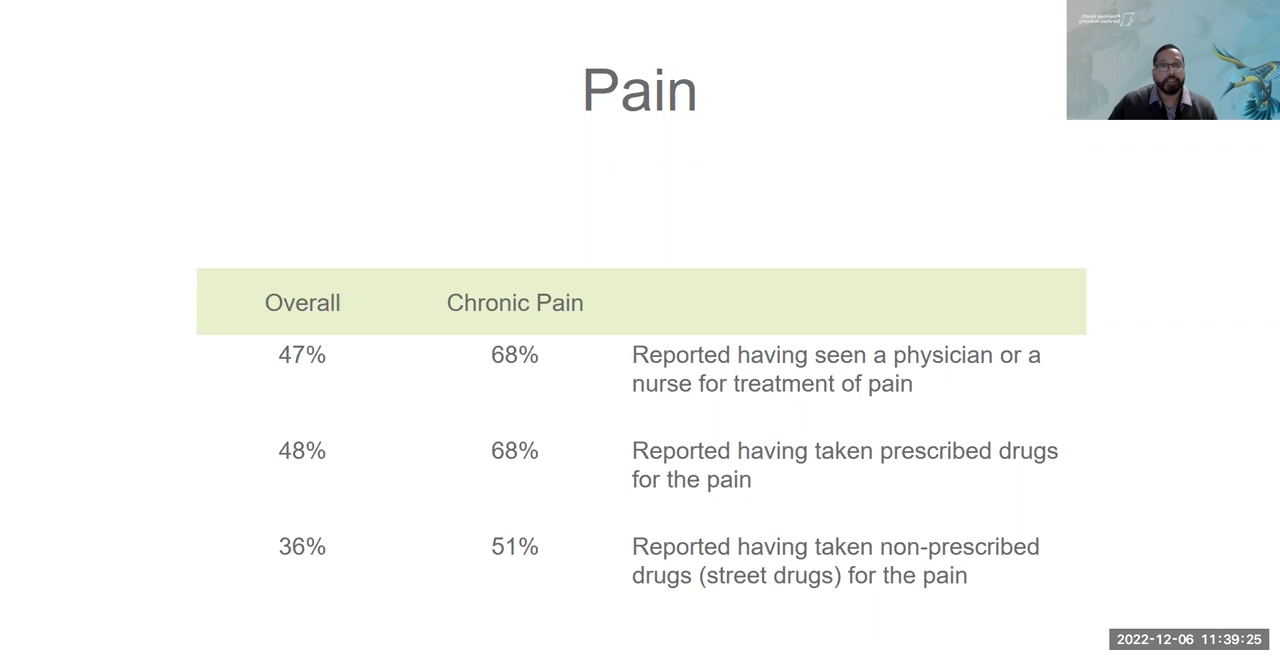 Pain
Overall Chronic Pain
47% 68% Reported having seen a physician or a
nurse for treatment of pain
48% 68% Reported having taken prescribed drugs
for the pain
36% 51% Reported having taken non-prescribed
drugs (street drugs) for the pain
2022-12-06 11:39:25